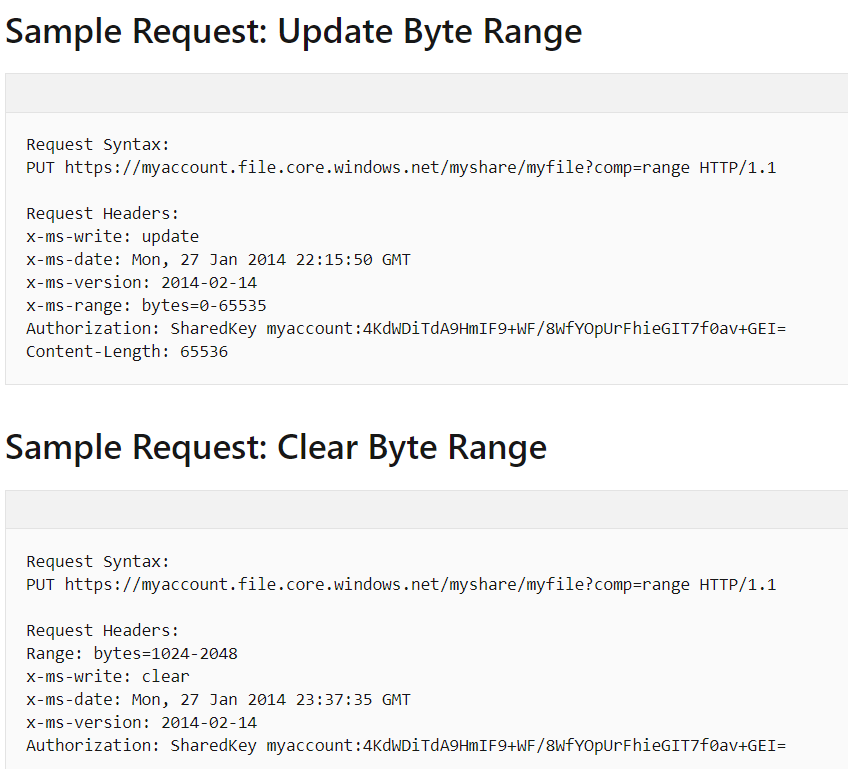 Sample Request: Update Byte Range
Request Syntax:
PUT https://myaccount.file.core.windows.net/myshare/myfile?comp=range HTTP/1.1
Request Headers:
x-ms-write: update
x-ms-date: Mon, 27 Jan 2014 22:15:50 GMT
x-ms-version: 2014-02-14
x-ms-range: bytes=0-65535
Authorization: SharedKey myaccount:4KdWDiTdA9HmIF9+WF/8WfYOpUrFhieGIT7f0av+GEI=
Content-Length: 65536
Sample Request: Clear Byte Range
Request Syntax:
PUT https://myaccount.file.core.windows.net/myshare/myfile?comp=range HTTP/1.1
Request Headers:
Range: bytes=1024-2048
x-ms-write: clear
x-ms-date: Mon, 27 Jan 2014 23:37:35 GMT
x-ms-version: 2014-02-14
Authorization: SharedKey myaccount:4KdWDiTdA9HmIF9+WF/8WfYOpUrFhieGIT7f0av+GEI=